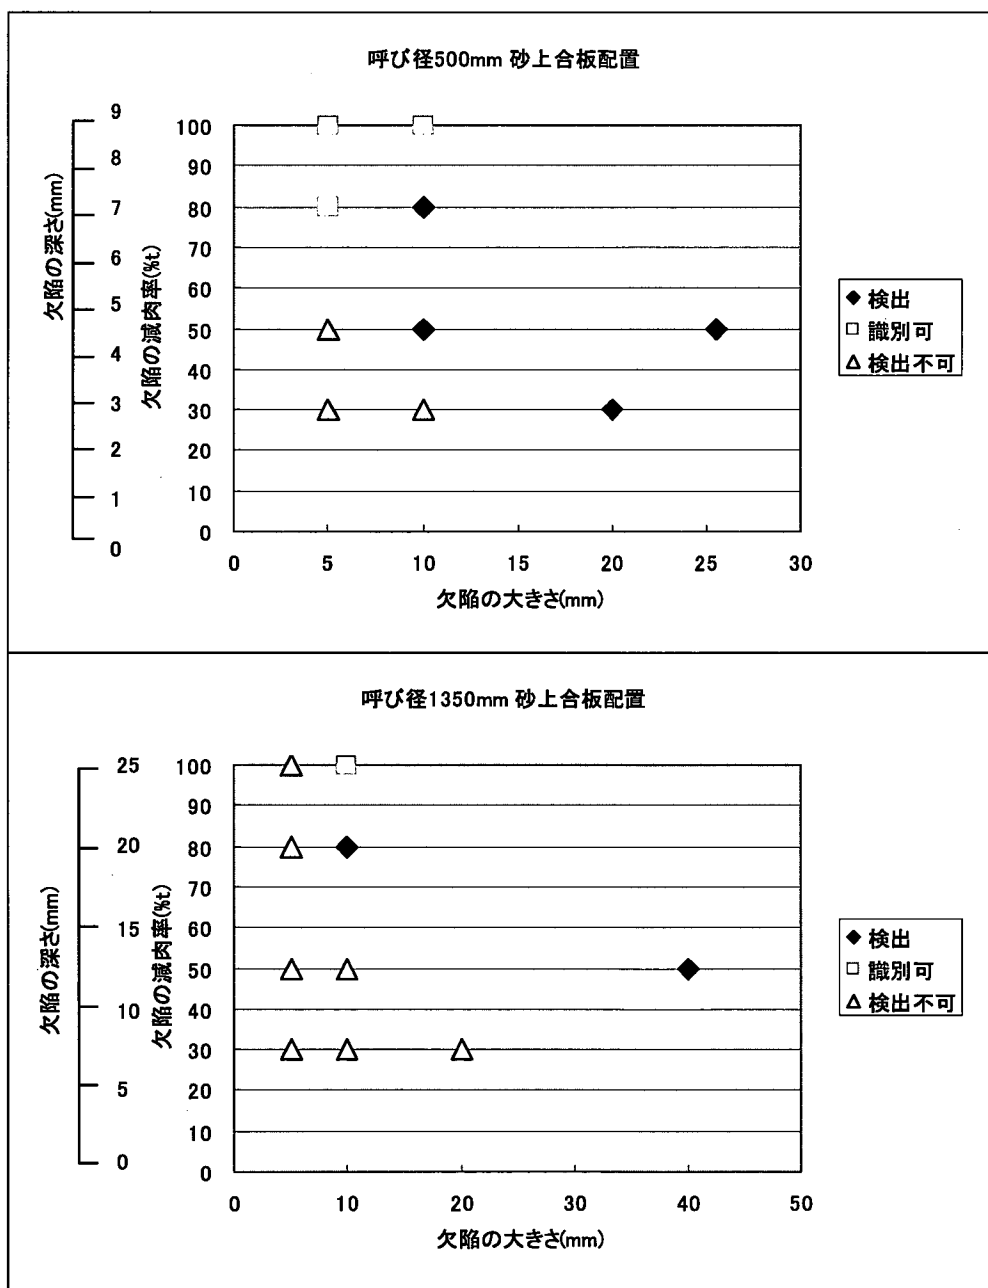 呼び径500mm 砂上合板配置
欠陥の深さ(mm)
9
8
7
6
5
4
3
2
1
0
欠陥の減肉率(%t)
100
90
80
70
60
50
40
30
20
10
0
0 5 10 15 20 25 30
欠陥の大きさ(mm)
◆ 検出
□ 識別可
△ 検出不可
呼び径1350mm 砂上合板配置
欠陥の深さ(mm)
25
20
15
10
5
0
欠陥の減肉率(%t)
100
90
80
70
60
50
40
30
20
10
0
0 10 20 30 40 50
欠陥の大きさ(mm)
◆ 検出
□ 識別可
△ 検出不可